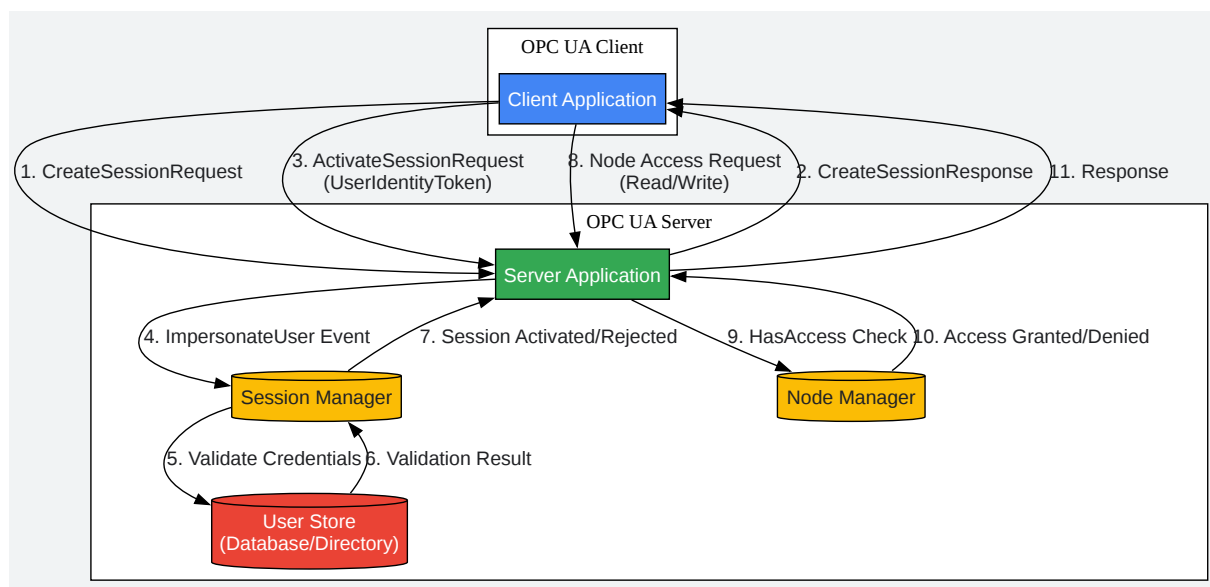 OPC UA Client
Client Application
1. CreateSessionRequest
3. ActivateSessionRequest
(UserIdentityToken)
8. Node Access Request
(Read/Write)
2. CreateSessionResponse
11. Response
OPC UA Server
Server Application
4. ImpersonateUser Event
7. Session Activated/Rejected
9. HasAccess Check
10. Access Granted/Denied
Session Manager
Node Manager
5. Validate Credentials
6. Validation Result
User Store
(Database/Directory)